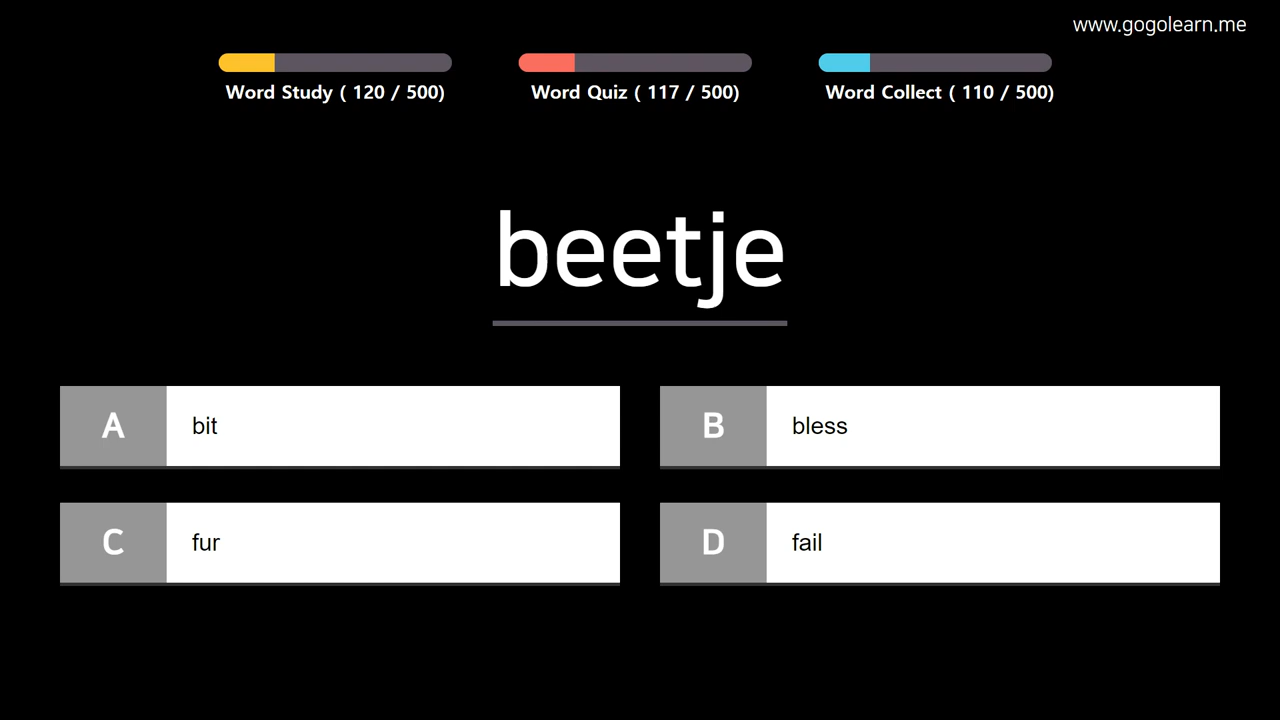 www.gogolearn.me
Word Study ( 120 / 500)
Word Quiz ( 117 / 500)
Word Collect ( 110 / 500)
beetje
A bit
B bless
C fur
D fail